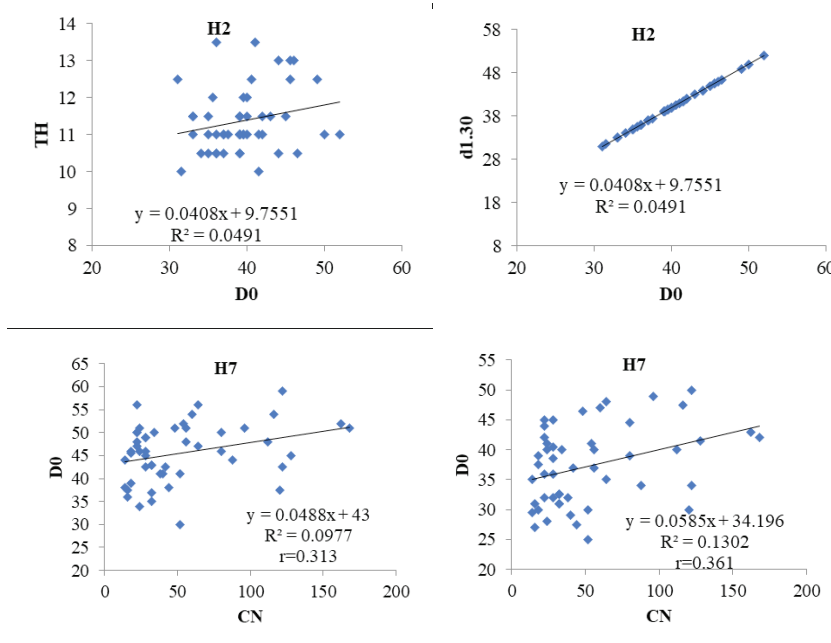 H2
14
13
12
11
10
9
8
TH
y = 0.0408x + 9.7551
R² = 0.0491
20 30 40 50 60
D0
H2
58
48
38
28
18
8
d1.30
y = 0.0408x + 9.7551
R² = 0.0491
20 30 40 50 60
D0
H7
65
60
55
50
45
40
35
30
25
20
D0
y = 0.0488x + 43
R² = 0.0977
r=0.313
0 50 100 150 200
CN
H7
55
50
45
40
35
30
25
20
D0
y = 0.0585x + 34.196
R² = 0.1302
r=0.361
0 50 100 150 200
CN